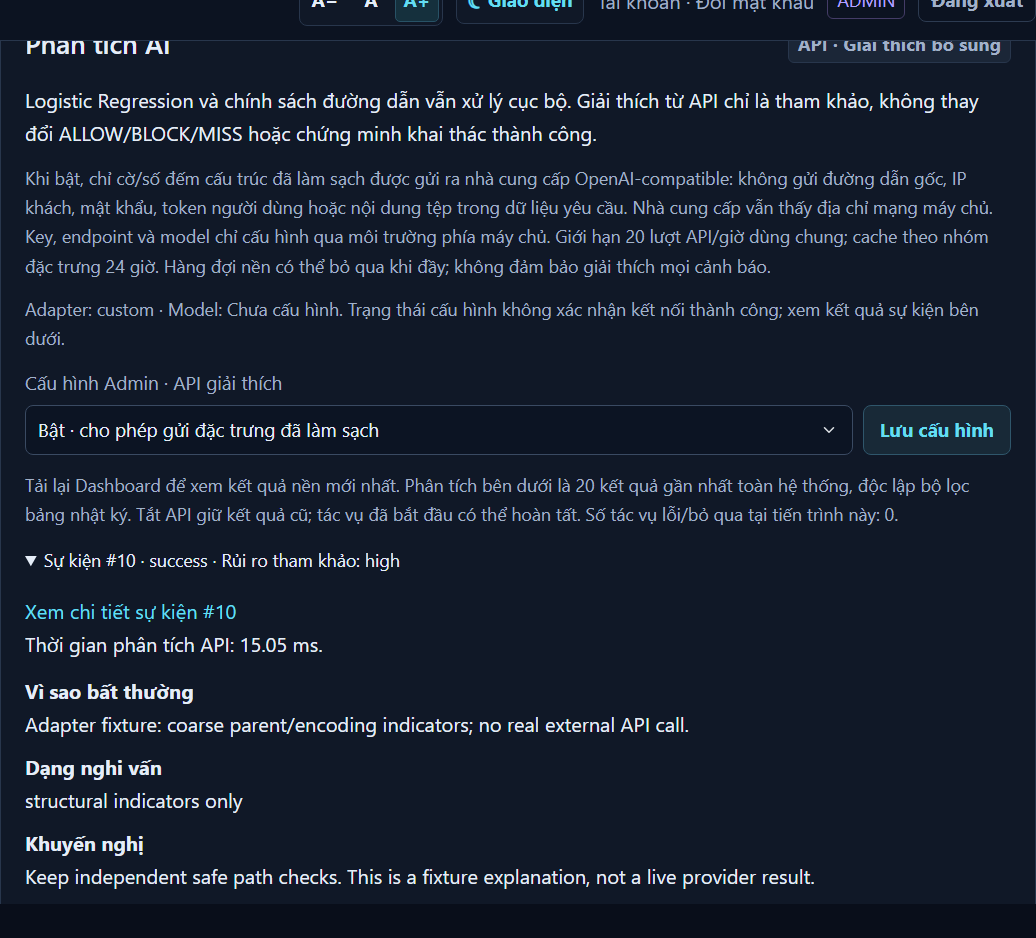 A− A A+ Giao diện Tài khoản · Đổi mật khẩu ADMIN Đăng xuất
Phân tích AI
API · Giải thích bổ sung
Logistic Regression và chính sách đường dẫn vẫn xử lý cục bộ. Giải thích từ API chỉ là tham khảo, không thay
đổi ALLOW/BLOCK/MISS hoặc chứng minh khai thác thành công.
Khi bật, chỉ cờ/số đếm cấu trúc đã làm sạch được gửi ra nhà cung cấp OpenAI-compatible: không gửi đường dẫn gốc, IP
khách, mật khẩu, token người dùng hoặc nội dung tệp trong dữ liệu yêu cầu. Nhà cung cấp vẫn thấy địa chỉ mạng máy chủ.
Key, endpoint và model chỉ cấu hình qua môi trường phía máy chủ. Giới hạn 20 lượt API/giờ dùng chung; cache theo nhóm
đặc trưng 24 giờ. Hàng đợi nền có thể bỏ qua khi đầy; không đảm bảo giải thích mọi cảnh báo.
Adapter: custom · Model: Chưa cấu hình. Trạng thái cấu hình không xác nhận kết nối thành công; xem kết quả sự kiện bên
dưới.
Cấu hình Admin · API giải thích
Bật · cho phép gửi đặc trưng đã làm sạch
Lưu cấu hình
Tải lại Dashboard để xem kết quả nền mới nhất. Phân tích bên dưới là 20 kết quả gần nhất toàn hệ thống, độc lập bộ lọc
bảng nhật ký. Tắt API giữ kết quả cũ; tác vụ đã bắt đầu có thể hoàn tất. Số tác vụ lỗi/bỏ qua tại tiến trình này: 0.
▼ Sự kiện #10 · success · Rủi ro tham khảo: high
Xem chi tiết sự kiện #10
Thời gian phân tích API: 15.05 ms.
Vì sao bất thường
Adapter fixture: coarse parent/encoding indicators; no real external API call.
Dạng nghi vấn
structural indicators only
Khuyến nghị
Keep independent safe path checks. This is a fixture explanation, not a live provider result.